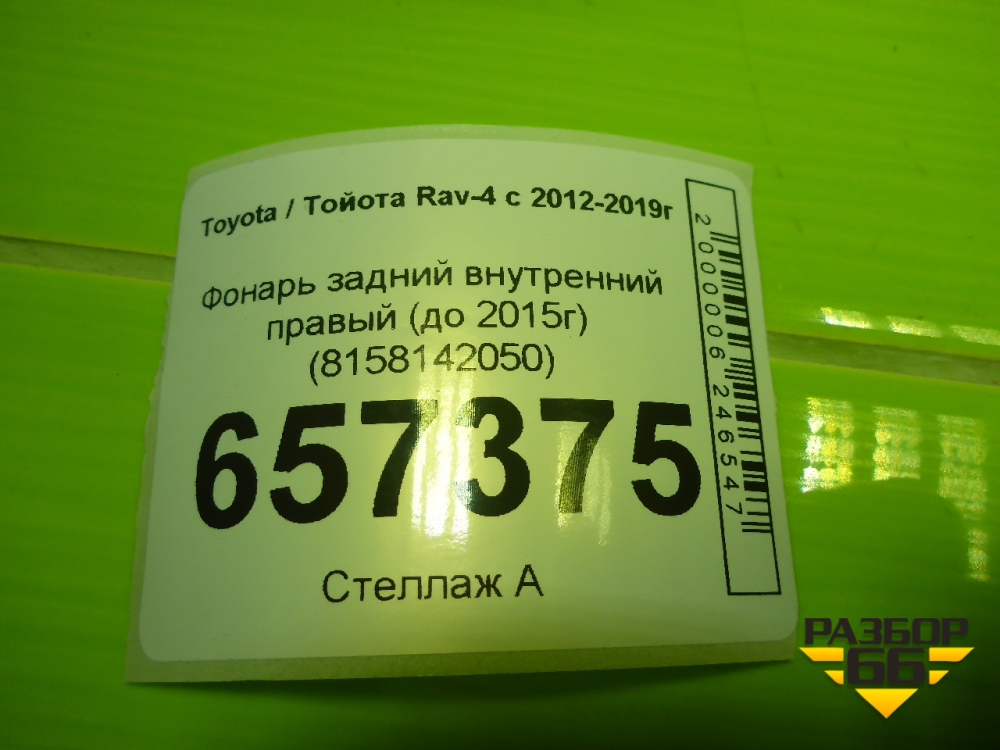 Toyota / Тойота Rav-4 с 2012-2019г
Фонарь задний внутренний
правый (до 2015г)
(8158142050)
657375
Стеллаж А
2000006246547
РАЗБОР
66